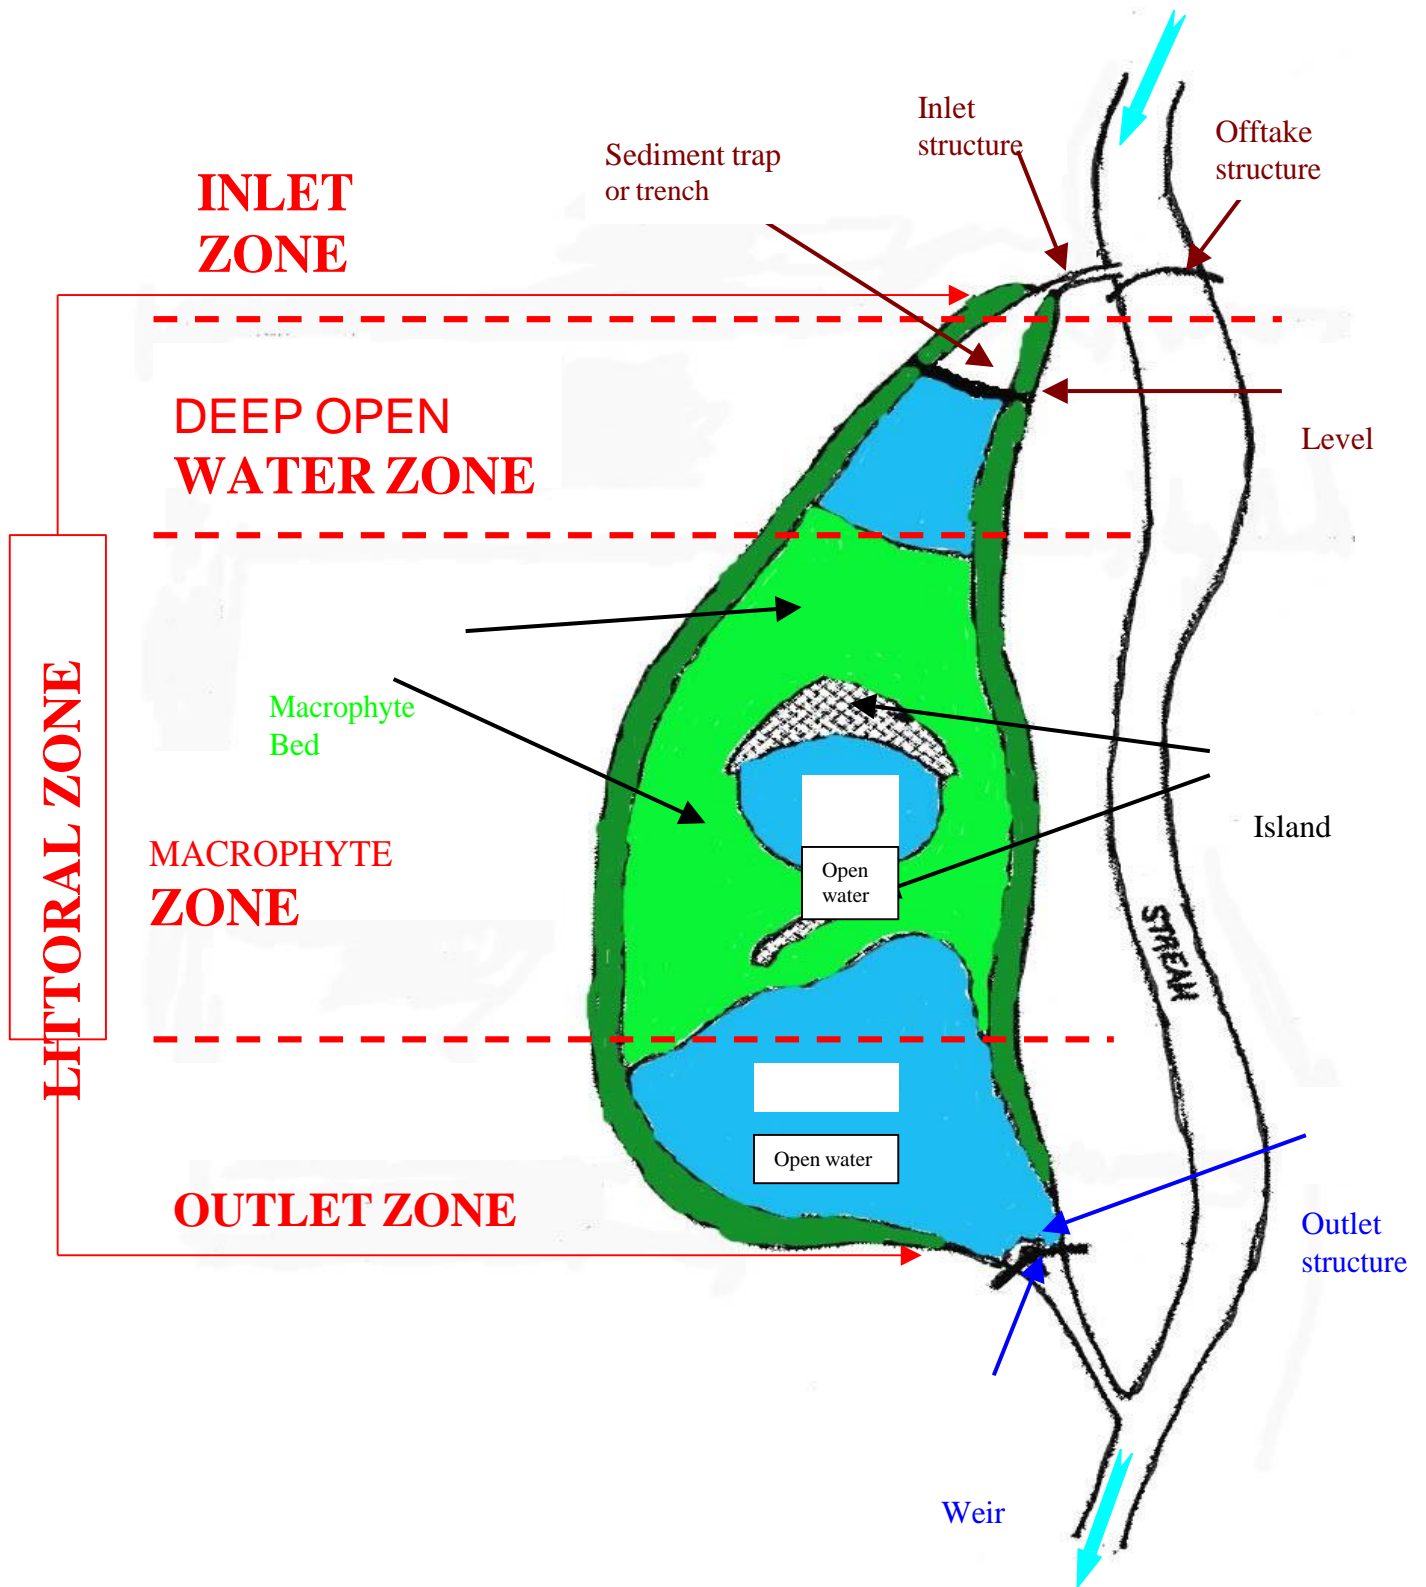 Inlet
structure
Offtake
structure
Sediment trap
or trench
INLET
ZONE
DEEP OPEN
WATER ZONE
Level
LITTORAL ZONE
Macrophyte
Bed
MACROPHYTE
ZONE
Open
water
Island
STREAM
Open water
OUTLET ZONE
Outlet
structure
Weir